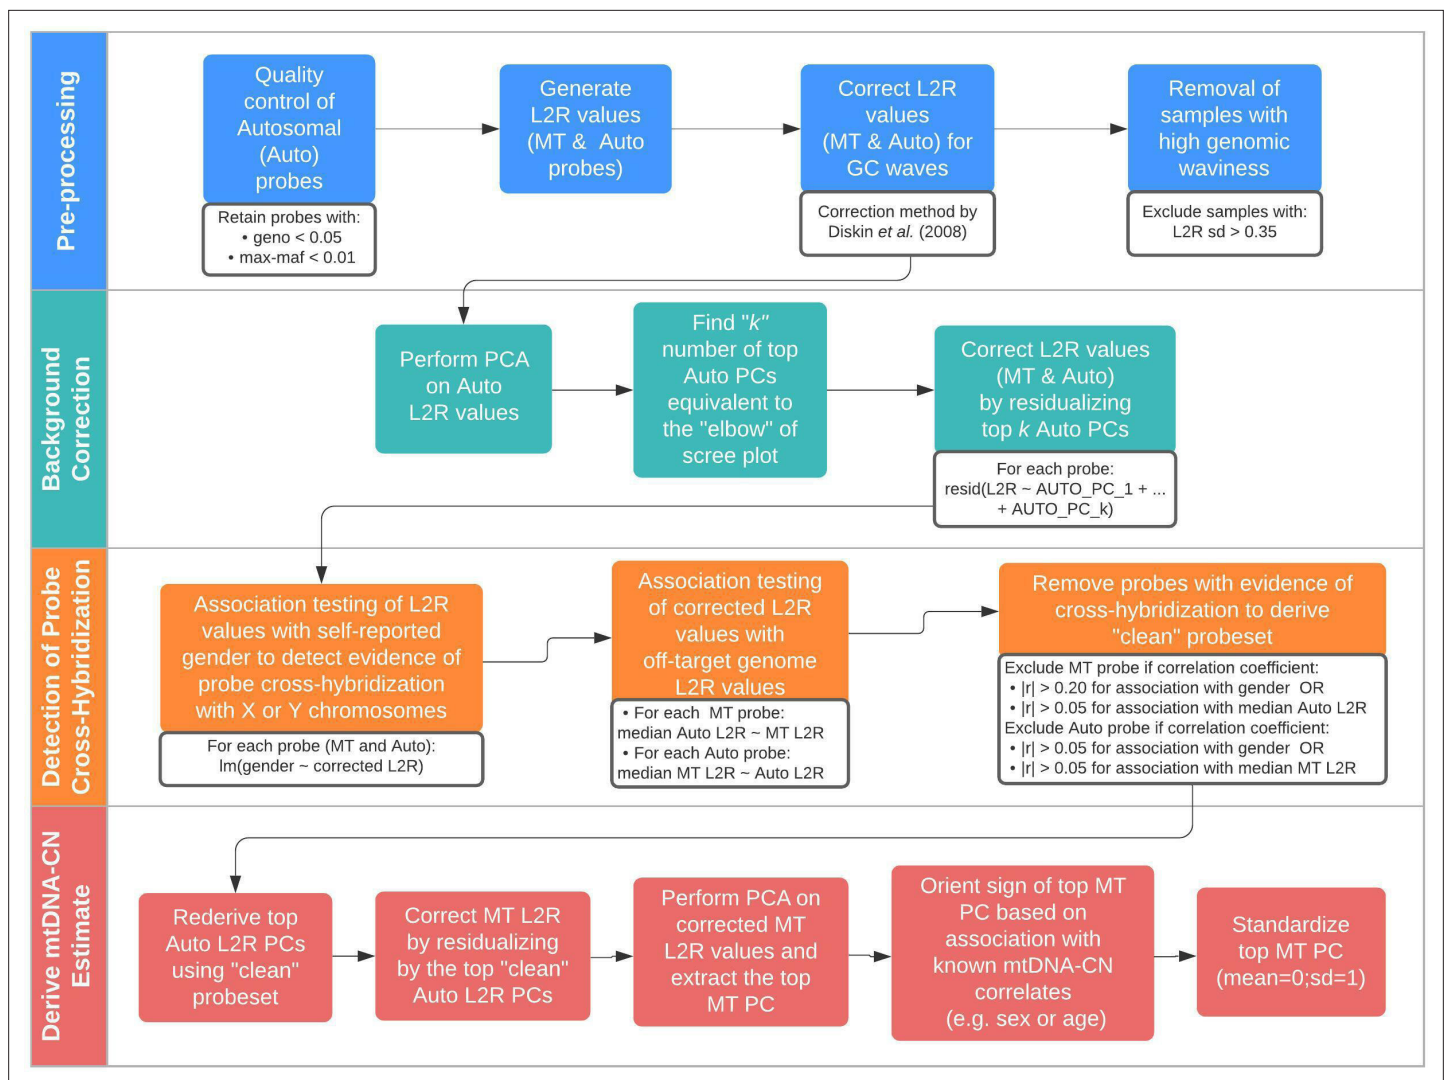 Pre-processing
Quality
control of
Autosomal
(Auto)
probes
Retain probes with:
• geno < 0.05
• max-maf < 0.01
Generate
L2R values
(MT & Auto
probes)
Correct L2R
values
(MT & Auto) for
GC waves
Correction method by
Diskin et al. (2008)
Removal of
samples with
high genomic
waviness
Exclude samples with:
L2R sd > 0.35
Background
Correction
Perform PCA
on Auto
L2R values
Find "k"
number of top
Auto PCs
equivalent to
the "elbow" of
scree plot
Correct L2R values
(MT & Auto)
by residualizing
top k Auto PCs
For each probe:
resid(L2R ~ AUTO_PC_1 + ...
+ AUTO_PC_k)
Detection of Probe
Cross-Hybridization
Association testing of L2R
values with self-reported
gender to detect evidence of
probe cross-hybridization
with X or Y chromosomes
For each probe (MT and Auto):
lm(gender ~ corrected L2R)
Association testing
of corrected L2R
values with
off-target genome
L2R values
• For each MT probe:
median Auto L2R ~ MT L2R
• For each Auto probe:
median MT L2R ~ Auto L2R
Remove probes with evidence of
cross-hybridization to derive
"clean" probeset
Exclude MT probe if correlation coefficient:
• |r| > 0.20 for association with gender OR
• |r| > 0.05 for association with median Auto L2R
Exclude Auto probe if correlation coefficient:
• |r| > 0.05 for association with gender OR
• |r| > 0.05 for association with median MT L2R
Derive mtDNA-CN
Estimate
Rederive top
Auto L2R PCs
using "clean"
probeset
Correct MT L2R
by residualizing
by the top "clean"
Auto L2R PCs
Perform PCA on
corrected MT
L2R values and
extract the top
MT PC
Orient sign of top MT
PC based on
association with
known mtDNA-CN
correlates
(e.g. sex or age)
Standardize
top MT PC
(mean=0;sd=1)